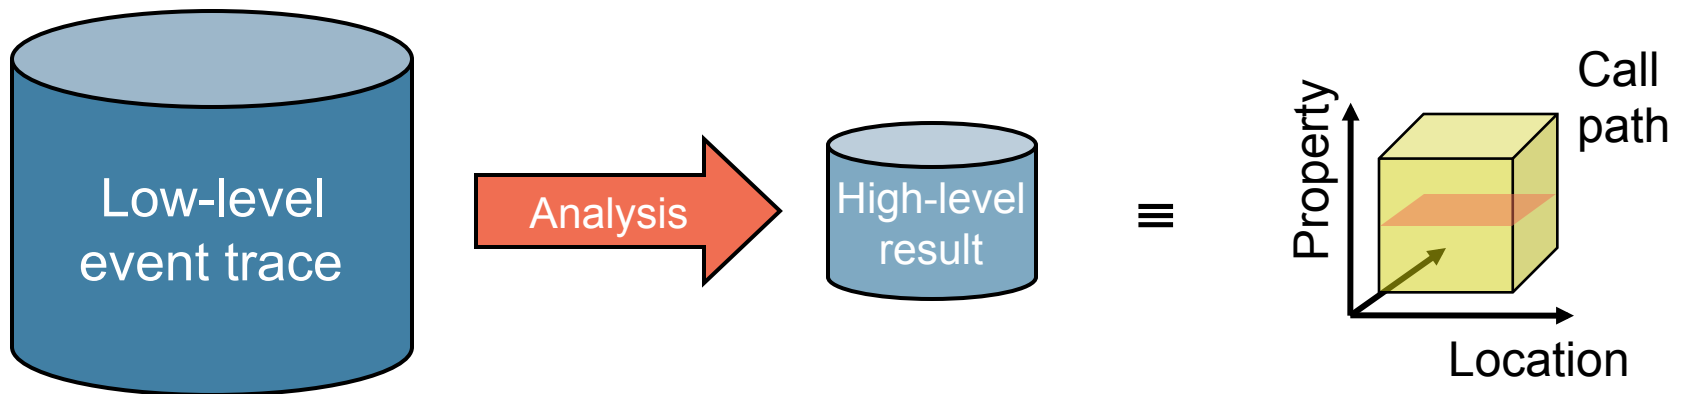 Low-level
event trace
Analysis
High-level
result
≡
Property
Call
path
Location